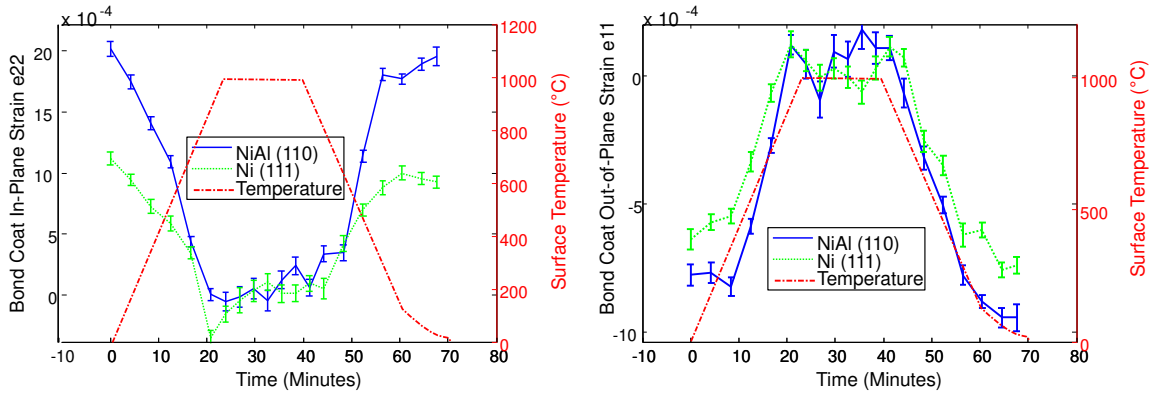 x 10 -4
20
15
10
5
0
-10 0 10 20 30 40 50 60 70 80
Time (Minutes)
Bond Coat In-Plane Strain e22
NiAl (110)
Ni (111)
Temperature
1200
1000
800
600
400
200
0
Surface Temperature (°C)
x 10 -4
0
-5
-10
-10 0 10 20 30 40 50 60 70 80
Time (Minutes)
Bond Coat Out-of-Plane Strain e11
NiAl (110)
Ni (111)
Temperature
1000
500
0
Surface Temperature (°C)